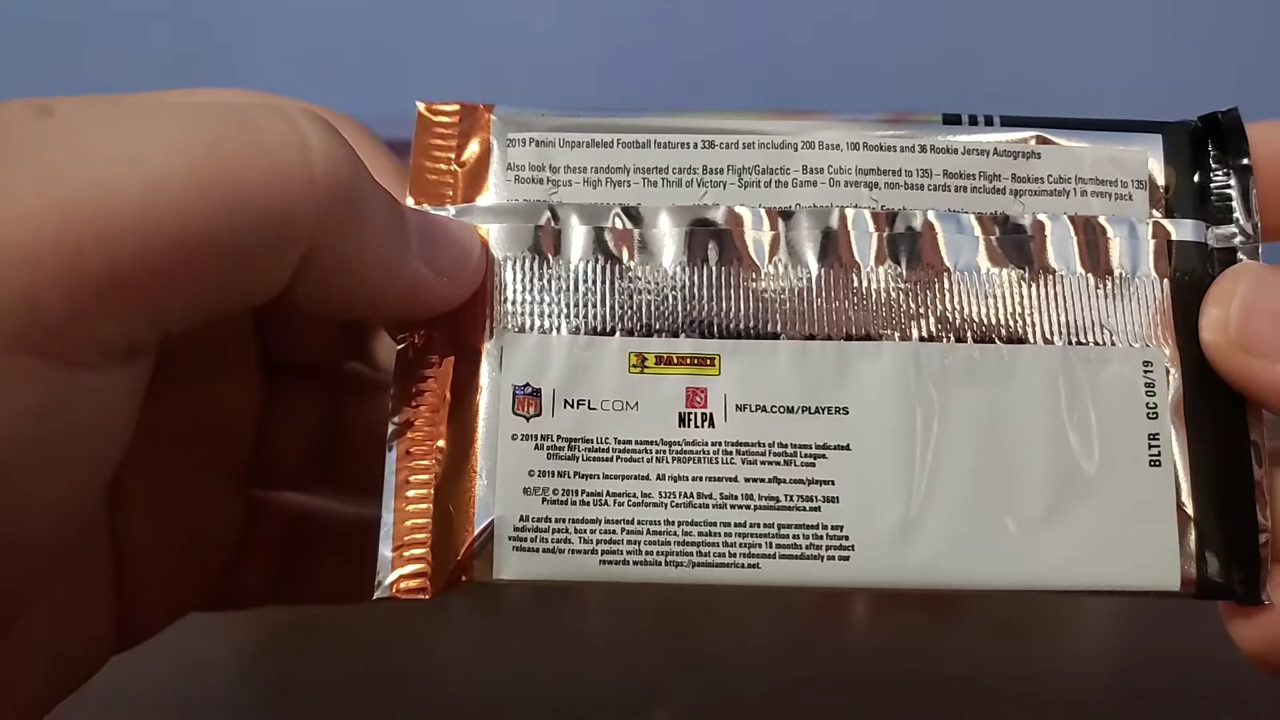 2019 Panini Unparalleled Football features a 336-card set including 200 Base, 100 Rookies and 36 Rookie Jersey Autographs
Also look for these randomly inserted cards: Base Flight/Galactic – Base Cubic (numbered to 135) – Rookies Flight – Rookies Cubic (numbered to 135)
– Rookie Focus – High Flyers – The Thrill of Victory – Spirit of the Game – On average, non-base cards are included approximately 1 in every pack
PANINI
NFL | NFL.COM
NFLPA | NFLPA.COM/PLAYERS
© 2019 NFL Properties LLC. Team names/logos/indicia are trademarks of the teams indicated.
All other NFL-related trademarks are trademarks of the National Football League.
Officially Licensed Product of NFL PROPERTIES LLC. Visit www.NFL.com
© 2019 NFL Players Incorporated. All rights are reserved. www.nflpa.com/players
帕尼尼 © 2019 Panini America, Inc. 5325 FAA Blvd., Suite 100, Irving, TX 75061-3601
Printed in the USA. For Conformity Certificate visit www.paniniamerica.net
All cards are randomly inserted across the production run and are not guaranteed in any
individual pack, box or case. Panini America, Inc. makes no representation as to the future
value of its cards. This product may contain redemptions that expire 18 months after product
release and/or rewards points with no expiration that can be redeemed immediately on our
rewards website https://paniniamerica.net.
BLTR GC 08/19